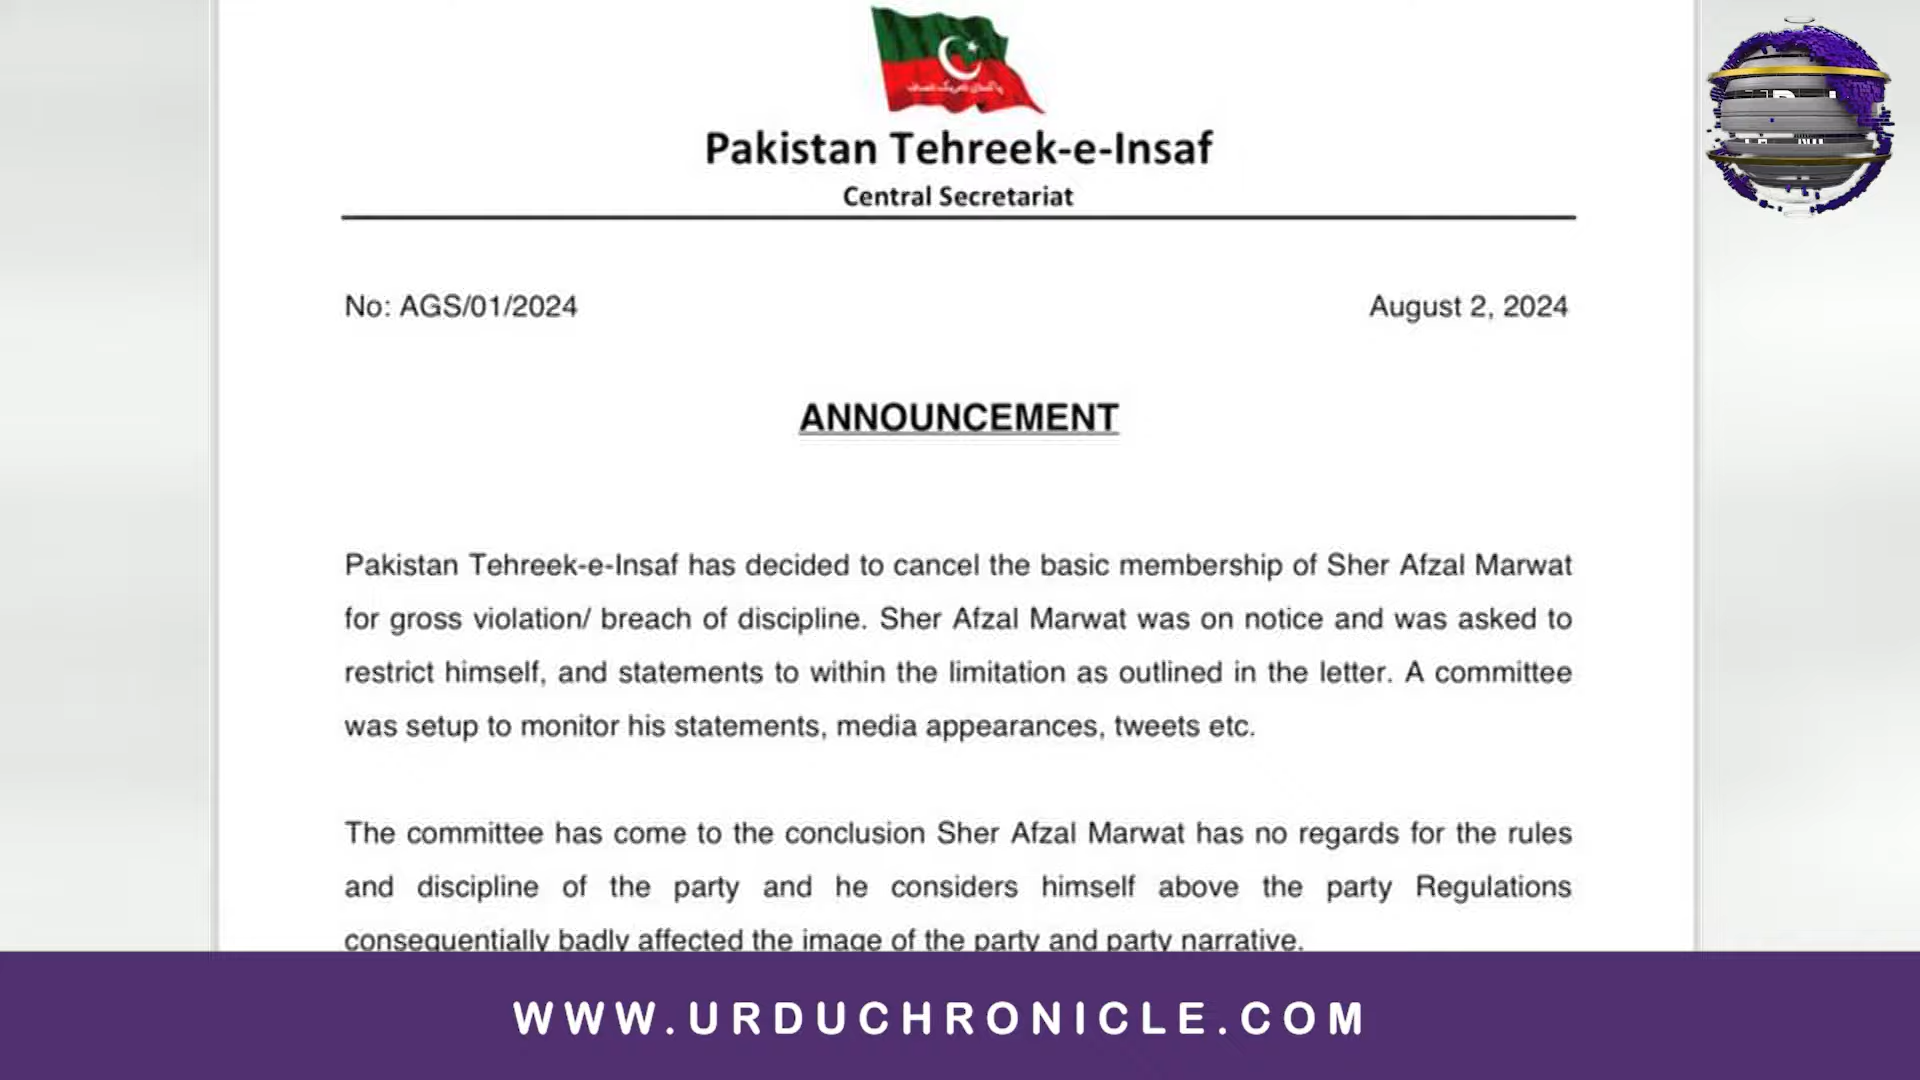 Pakistan Tehreek-e-Insaf
Central Secretariat
No: AGS/01/2024
August 2, 2024
ANNOUNCEMENT
Pakistan Tehreek-e-Insaf has decided to cancel the basic membership of Sher Afzal Marwat
for gross violation/ breach of discipline. Sher Afzal Marwat was on notice and was asked to
restrict himself, and statements to within the limitation as outlined in the letter. A committee
was setup to monitor his statements, media appearances, tweets etc.
The committee has come to the conclusion Sher Afzal Marwat has no regards for the rules
and discipline of the party and he considers himself above the party Regulations
consequentially badly affected the image of the party and party narrative.
WWW.URDUCHRONICLE.COM